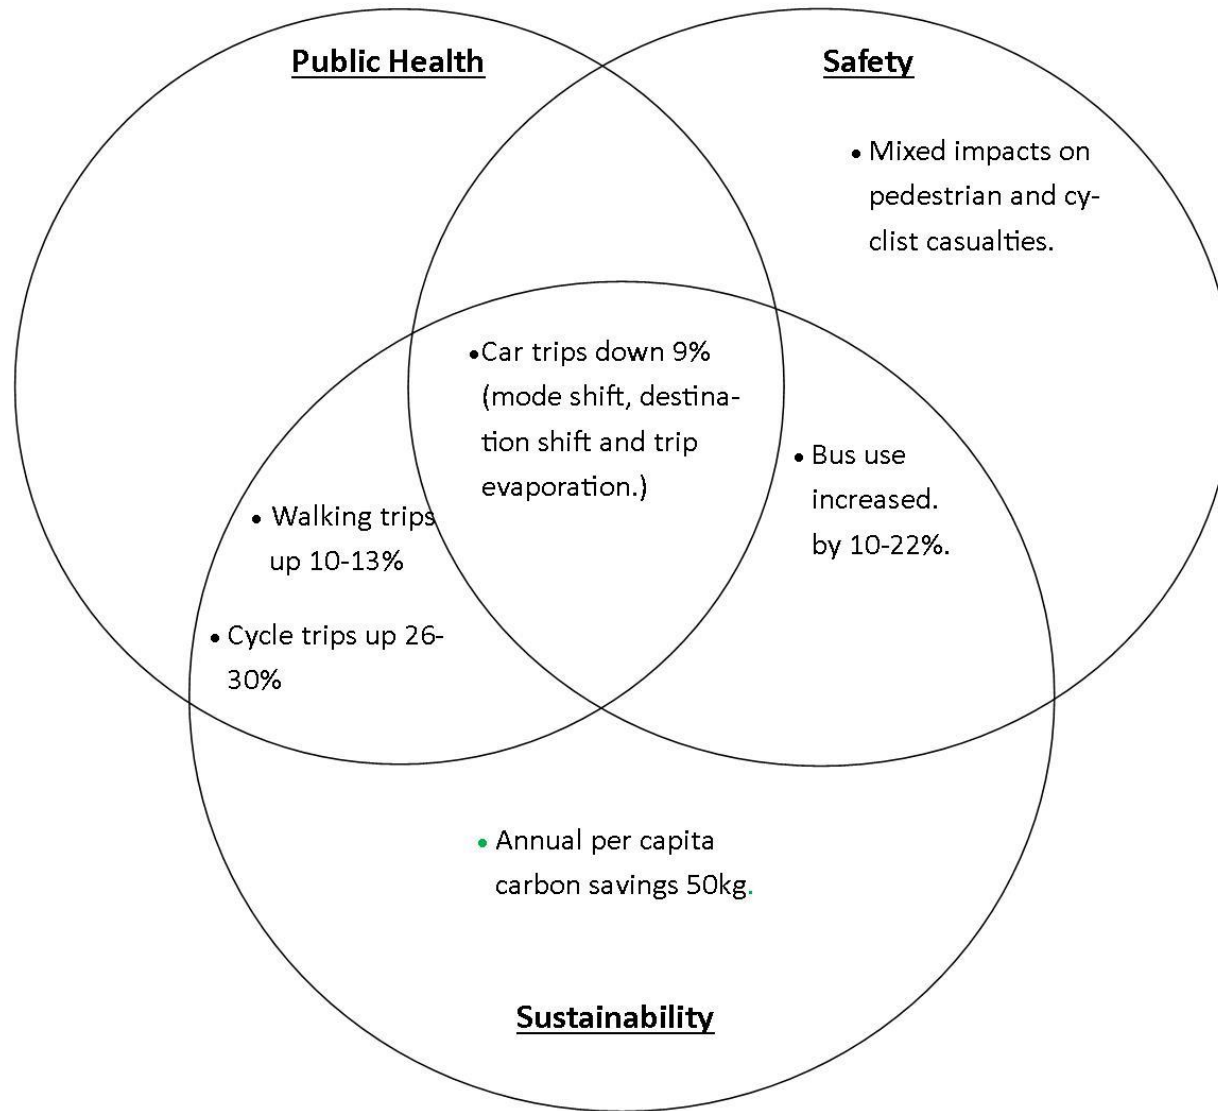 Public Health
Safety
• Mixed impacts on
pedestrian and cy-
clist casualties.
• Car trips down 9%
(mode shift, destina-
tion shift and trip
evaporation.)
• Bus use
increased.
by 10-22%.
• Walking trips
up 10-13%
• Cycle trips up 26-
30%
• Annual per capita
carbon savings 50kg.
Sustainability